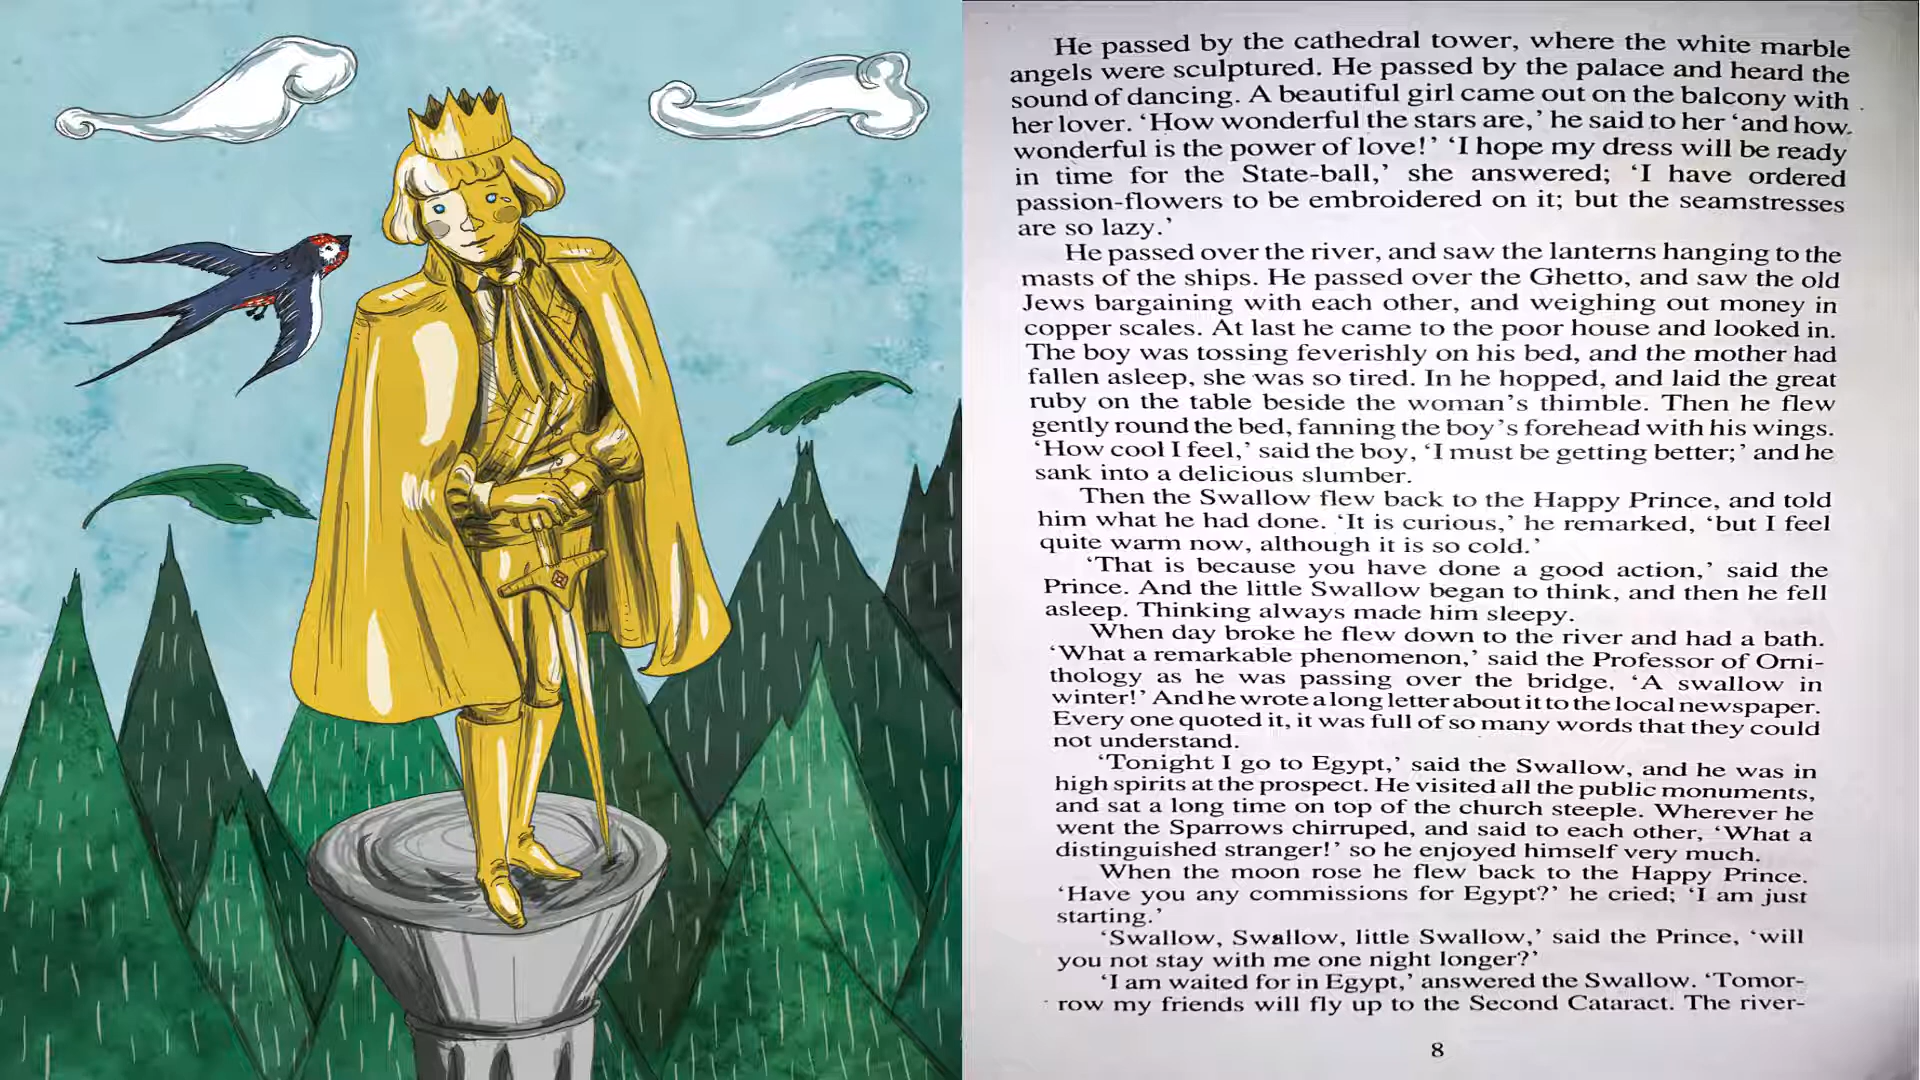 He passed by the cathedral tower, where the white marble
angels were sculptured. He passed by the palace and heard the
sound of dancing. A beautiful girl came out on the balcony with
her lover. ‘How wonderful the stars are,’ he said to her ‘and how
wonderful is the power of love!’ ‘I hope my dress will be ready
in time for the State-ball,’ she answered; ‘I have ordered
passion-flowers to be embroidered on it; but the seamstresses
are so lazy.’
He passed over the river, and saw the lanterns hanging to the
masts of the ships. He passed over the Ghetto, and saw the old
Jews bargaining with each other, and weighing out money in
copper scales. At last he came to the poor house and looked in.
The boy was tossing feverishly on his bed, and the mother had
fallen asleep, she was so tired. In he hopped, and laid the great
ruby on the table beside the woman’s thimble. Then he flew
gently round the bed, fanning the boy’s forehead with his wings.
‘How cool I feel,’ said the boy, ‘I must be getting better;’ and he
sank into a delicious slumber.
Then the Swallow flew back to the Happy Prince, and told
him what he had done. ‘It is curious,’ he remarked, ‘but I feel
quite warm now, although it is so cold.’
‘That is because you have done a good action,’ said the
Prince. And the little Swallow began to think, and then he fell
asleep. Thinking always made him sleepy.
When day broke he flew down to the river and had a bath.
‘What a remarkable phenomenon,’ said the Professor of Orni-
thology as he was passing over the bridge, ‘A swallow in
winter!’ And he wrote a long letter about it to the local newspaper.
Every one quoted it, it was full of so many words that they could
not understand.
‘Tonight I go to Egypt,’ said the Swallow, and he was in
high spirits at the prospect. He visited all the public monuments,
and sat a long time on top of the church steeple. Wherever he
went the Sparrows chirruped, and said to each other, ‘What a
distinguished stranger!’ so he enjoyed himself very much.
When the moon rose he flew back to the Happy Prince.
‘Have you any commissions for Egypt?’ he cried; ‘I am just
starting.’
‘Swallow, Swallow, little Swallow,’ said the Prince, ‘will
you not stay with me one night longer?’
‘I am waited for in Egypt,’ answered the Swallow. ‘Tomor-
row my friends will fly up to the Second Cataract. The river-
8